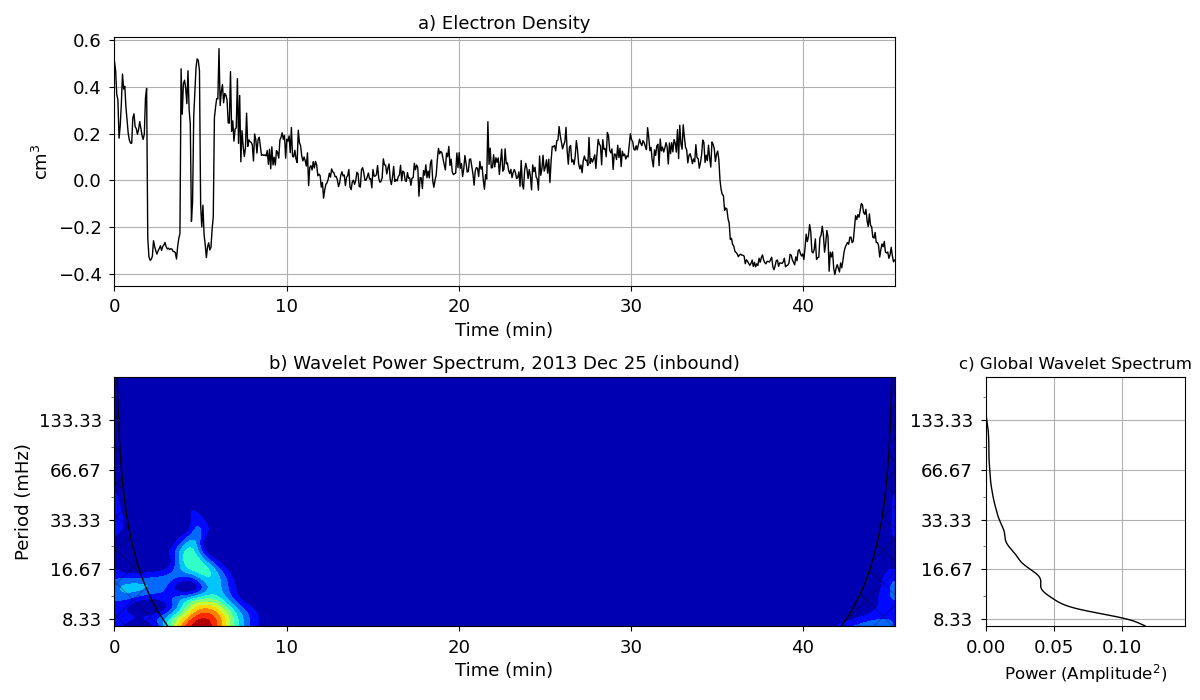 a) Electron Density
0.6
0.4
0.2
0.0
−0.2
−0.4
cm³
0 10 20 30 40
Time (min)
b) Wavelet Power Spectrum, 2013 Dec 25 (inbound)
133.33
66.67
33.33
16.67
8.33
Period (mHz)
0 10 20 30 40
Time (min)
c) Global Wavelet Spectrum
133.33
66.67
33.33
16.67
8.33
0.00 0.05 0.10
Power (Amplitude²)